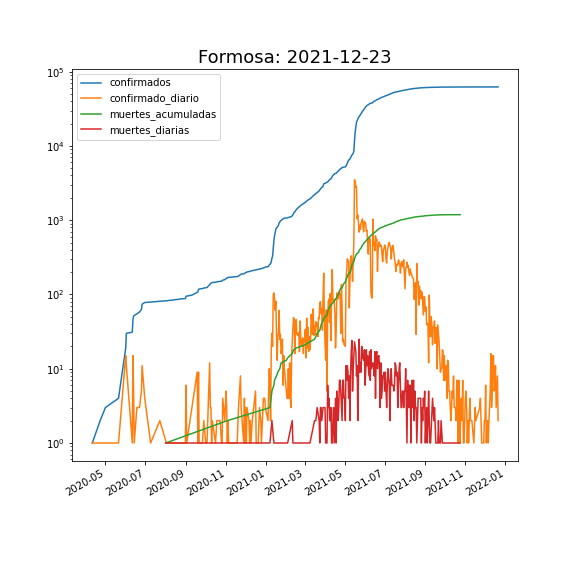 Formosa: 2021-12-23
confirmados
confirmado_diario
muertes_acumuladas
muertes_diarias
10^5
10^4
10^3
10^2
10^1
10^0
2020-05 2020-07 2020-09 2020-11 2021-01 2021-03 2021-05 2021-07 2021-09 2021-11 2022-01